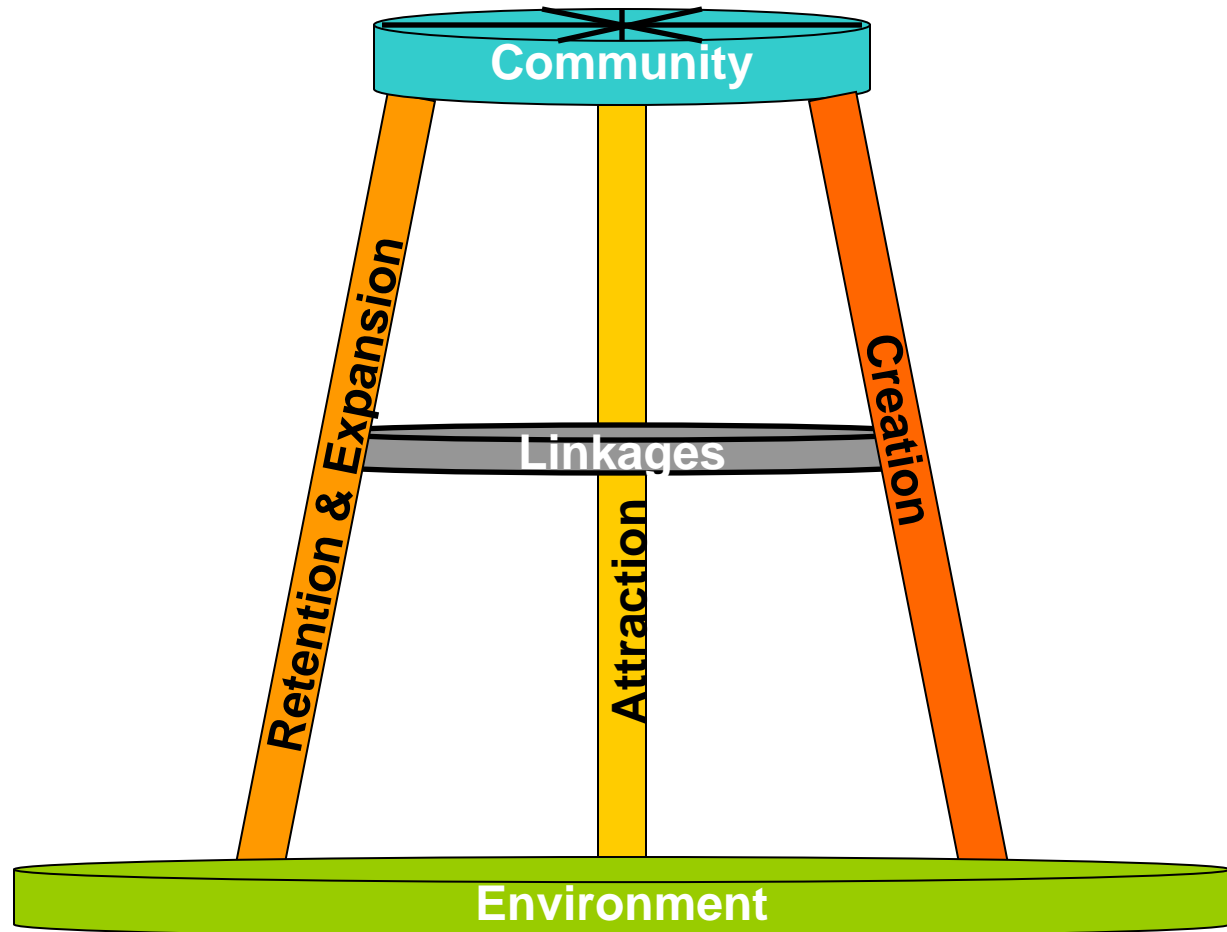 Community
Retention & Expansion
Creation
Linkages
Attraction
Environment